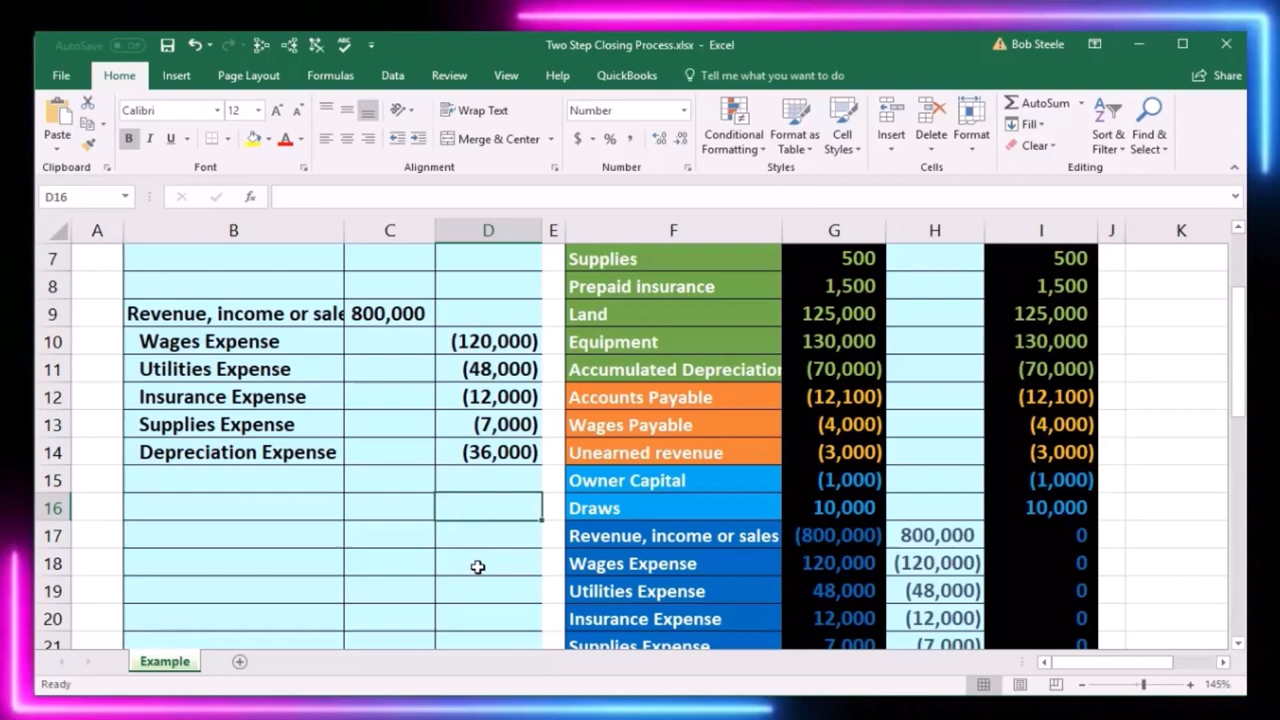 AutoSave Off
Two Step Closing Process.xlsx - Excel
Bob Steele
File Home Insert Page Layout Formulas Data Review View Help QuickBooks Tell me what you want to do Share
Paste
Clipboard
Calibri 12
B I U
Font
Wrap Text
Merge & Center
Alignment
Number
$ % ,
Number
Conditional Formatting
Format as Table
Cell Styles
Styles
Insert Delete Format
Cells
AutoSum
Fill
Clear
Sort & Filter
Find & Select
Editing
D16 fx
A B C D E F G H I J K
7 Supplies 500 500
8 Prepaid insurance 1,500 1,500
9 Revenue, income or sale 800,000 Land 125,000 125,000
10 Wages Expense (120,000) Equipment 130,000 130,000
11 Utilities Expense (48,000) Accumulated Depreciation (70,000) (70,000)
12 Insurance Expense (12,000) Accounts Payable (12,100) (12,100)
13 Supplies Expense (7,000) Wages Payable (4,000) (4,000)
14 Depreciation Expense (36,000) Unearned revenue (3,000) (3,000)
15 Owner Capital (1,000) (1,000)
16 Draws 10,000 10,000
17 Revenue, income or sales (800,000) 800,000 0
18 Wages Expense 120,000 (120,000) 0
19 Utilities Expense 48,000 (48,000) 0
20 Insurance Expense 12,000 (12,000) 0
21 Supplies Expense 7,000 (7,000) 0
Example
Ready 145%